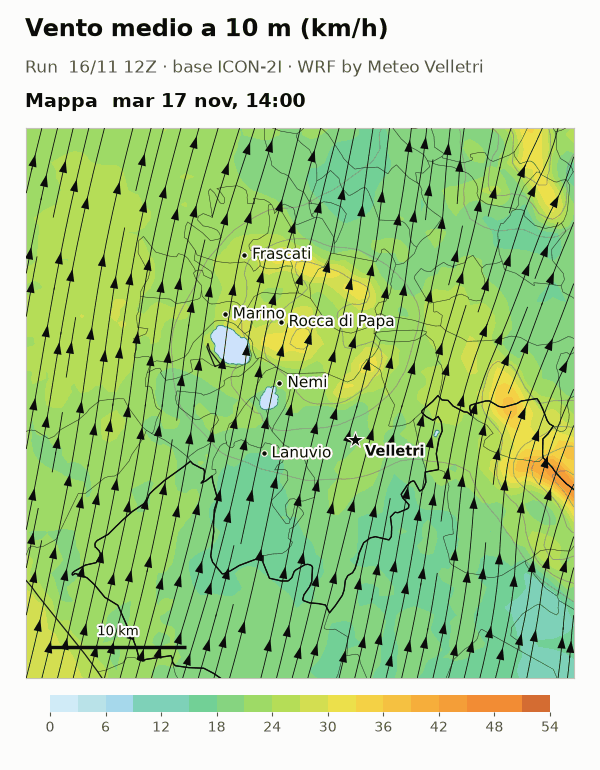 Vento medio a 10 m (km/h)
Run  16/11 12Z · base ICON-2I · WRF by Meteo Velletri
Mappa  mar 17 nov, 14:00
Frascati
Marino
Rocca di Papa
Nemi
Lanuvio
Velletri
10 km
0 6 12 18 24 30 36 42 48 54